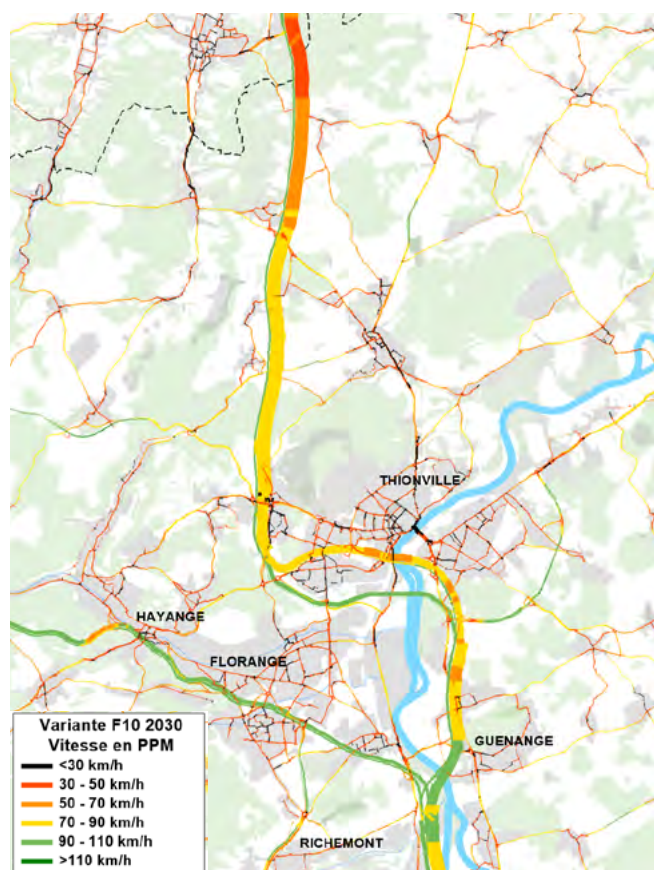 THIONVILLE
HAYANGE
FLORANGE
GUENANGE
RICHEMONT
Variante F10 2030
Vitesse en PPM
<30 km/h
30 - 50 km/h
50 - 70 km/h
70 - 90 km/h
90 - 110 km/h
>110 km/h